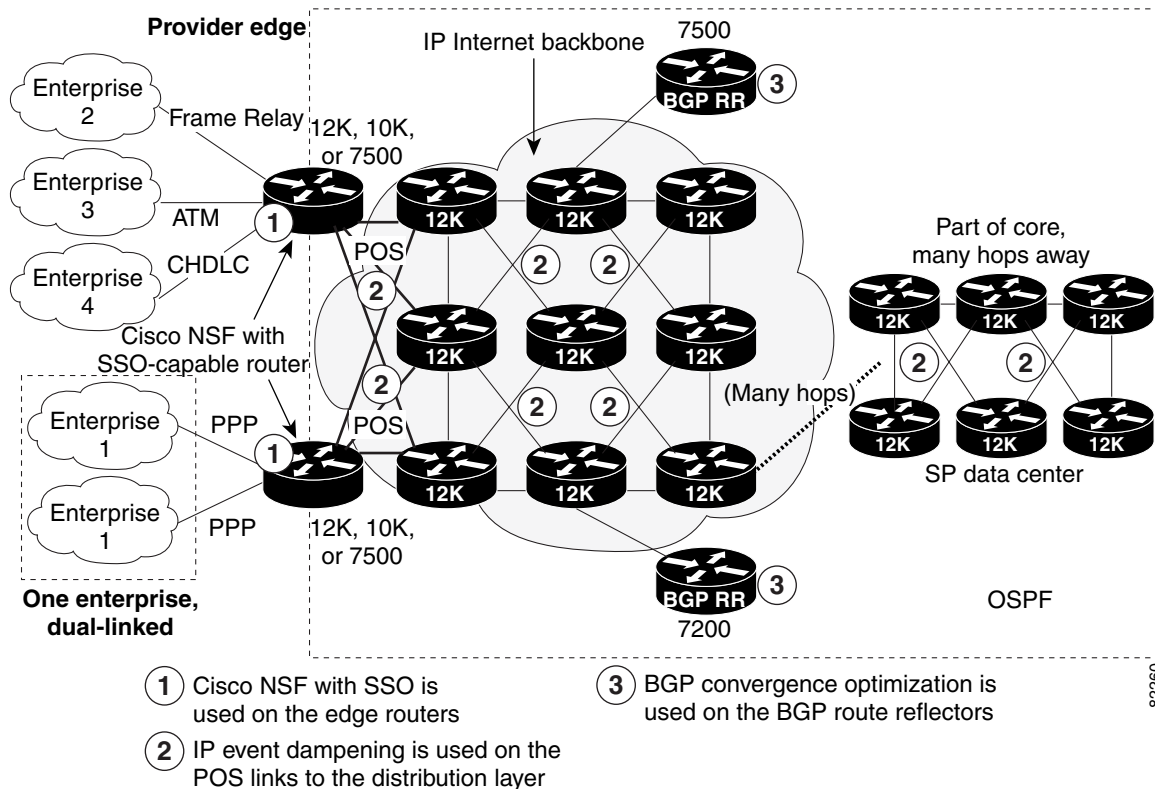 Provider edge
7500
IP Internet backbone
3
BGP RR
Enterprise
2
Frame Relay
12K, 10K,
or 7500
Enterprise
3
ATM
1
12K
12K
12K
Part of core,
many hops away
CHDLC
POS
2
2
2
Enterprise
4
12K
12K
12K
Cisco NSF with
SSO-capable router
12K
12K
12K
2
2
2
(Many hops)
Enterprise
1
PPP
POS
2
2
1
12K
12K
12K
SP data center
12K
12K
12K
Enterprise
1
PPP
12K, 10K,
or 7500
One enterprise,
dual-linked
BGP RR
3
7200
OSPF
1 Cisco NSF with SSO is
used on the edge routers
2 IP event dampening is used on the
POS links to the distribution layer
3 BGP convergence optimization is
used on the BGP route reflectors